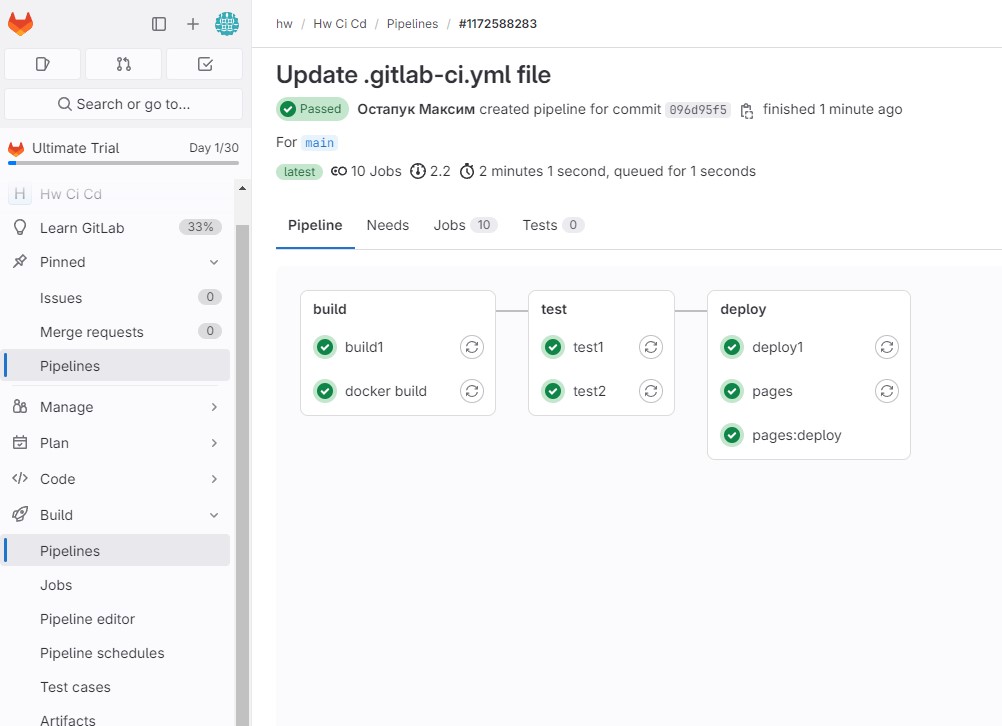 hw / Hw Ci Cd / Pipelines / #1172588283
Search or go to...
Ultimate Trial Day 1/30
H Hw Ci Cd
Learn GitLab 33%
Pinned
Issues 0
Merge requests 0
Pipelines
Manage
Plan
Code
Build
Pipelines
Jobs
Pipeline editor
Pipeline schedules
Test cases
Artifacts
Update .gitlab-ci.yml file
Passed Остапук Максим created pipeline for commit 096d95f5 finished 1 minute ago
For main
latest 10 Jobs 2.2 2 minutes 1 second, queued for 1 seconds
Pipeline Needs Jobs 10 Tests 0
build
build1
docker build
test
test1
test2
deploy
deploy1
pages
pages:deploy